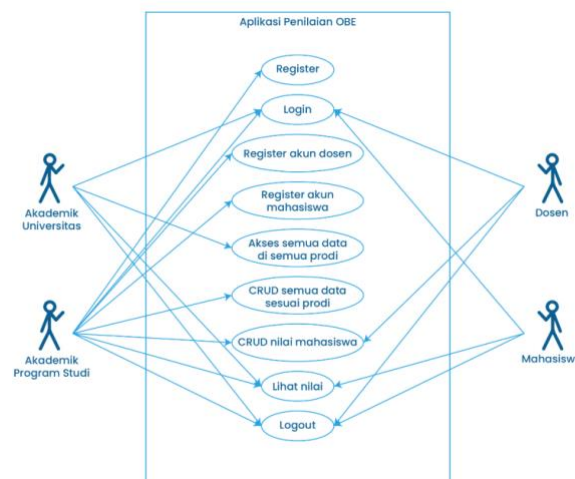 Aplikasi Penilaian OBE
Register
Login
Register akun dosen
Register akun
mahasiswa
Akses semua data
di semua prodi
CRUD semua data
sesuai prodi
CRUD nilai mahasiswa
Lihat nilai
Logout
Akademik
Universitas
Akademik
Program Studi
Dosen
Mahasisw